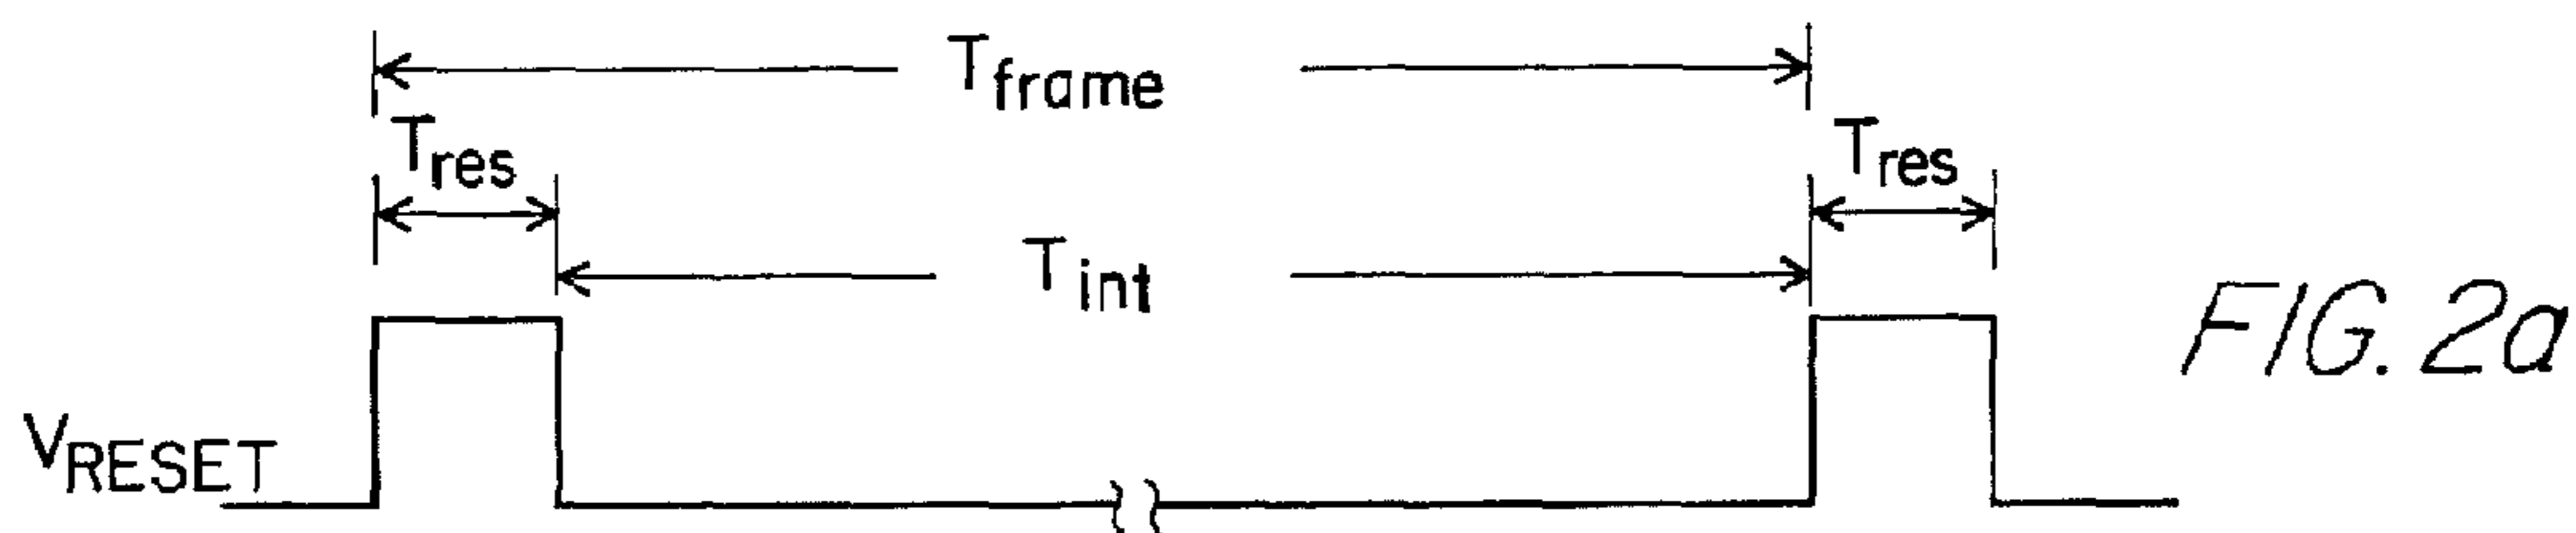 Tframe
Tres
Tres
Tint
VRESET
FIG. 2a